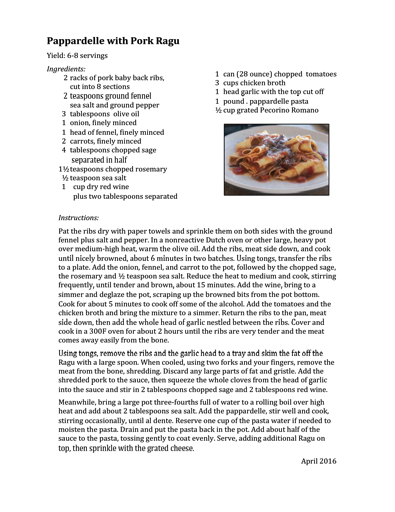 Pappardelle with Pork Ragu
Yield: 6-8 servings
Ingredients:
2 racks of pork baby back ribs,
cut into 8 sections
2 teaspoons ground fennel
sea salt and ground pepper
3 tablespoons olive oil
1 onion, finely minced
1 head of fennel, finely minced
2 carrots, finely minced
4 tablespoons chopped sage
separated in half
1½teaspoons chopped rosemary
½ teaspoon sea salt
1 cup dry red wine
plus two tablespoons separated
1 can (28 ounce) chopped tomatoes
3 cups chicken broth
1 head garlic with the top cut off
1 pound . pappardelle pasta
½ cup grated Pecorino Romano
Instructions:
Pat the ribs dry with paper towels and sprinkle them on both sides with the ground
fennel plus salt and pepper. In a nonreactive Dutch oven or other large, heavy pot
over medium-high heat, warm the olive oil. Add the ribs, meat side down, and cook
until nicely browned, about 6 minutes in two batches. Using tongs, transfer the ribs
to a plate. Add the onion, fennel, and carrot to the pot, followed by the chopped sage,
the rosemary and ½ teaspoon sea salt. Reduce the heat to medium and cook, stirring
frequently, until tender and brown, about 15 minutes. Add the wine, bring to a
simmer and deglaze the pot, scraping up the browned bits from the pot bottom.
Cook for about 5 minutes to cook off some of the alcohol. Add the tomatoes and the
chicken broth and bring the mixture to a simmer. Return the ribs to the pan, meat
side down, then add the whole head of garlic nestled between the ribs. Cover and
cook in a 300F oven for about 2 hours until the ribs are very tender and the meat
comes away easily from the bone.
Using tongs, remove the ribs and the garlic head to a tray and skim the fat off the
Ragu with a large spoon. When cooled, using two forks and your fingers, remove the
meat from the bone, shredding. Discard any large parts of fat and gristle. Add the
shredded pork to the sauce, then squeeze the whole cloves from the head of garlic
into the sauce and stir in 2 tablespoons chopped sage and 2 tablespoons red wine.
Meanwhile, bring a large pot three-fourths full of water to a rolling boil over high
heat and add about 2 tablespoons sea salt. Add the pappardelle, stir well and cook,
stirring occasionally, until al dente. Reserve one cup of the pasta water if needed to
moisten the pasta. Drain and put the pasta back in the pot. Add about half of the
sauce to the pasta, tossing gently to coat evenly. Serve, adding additional Ragu on
top, then sprinkle with the grated cheese.
April 2016